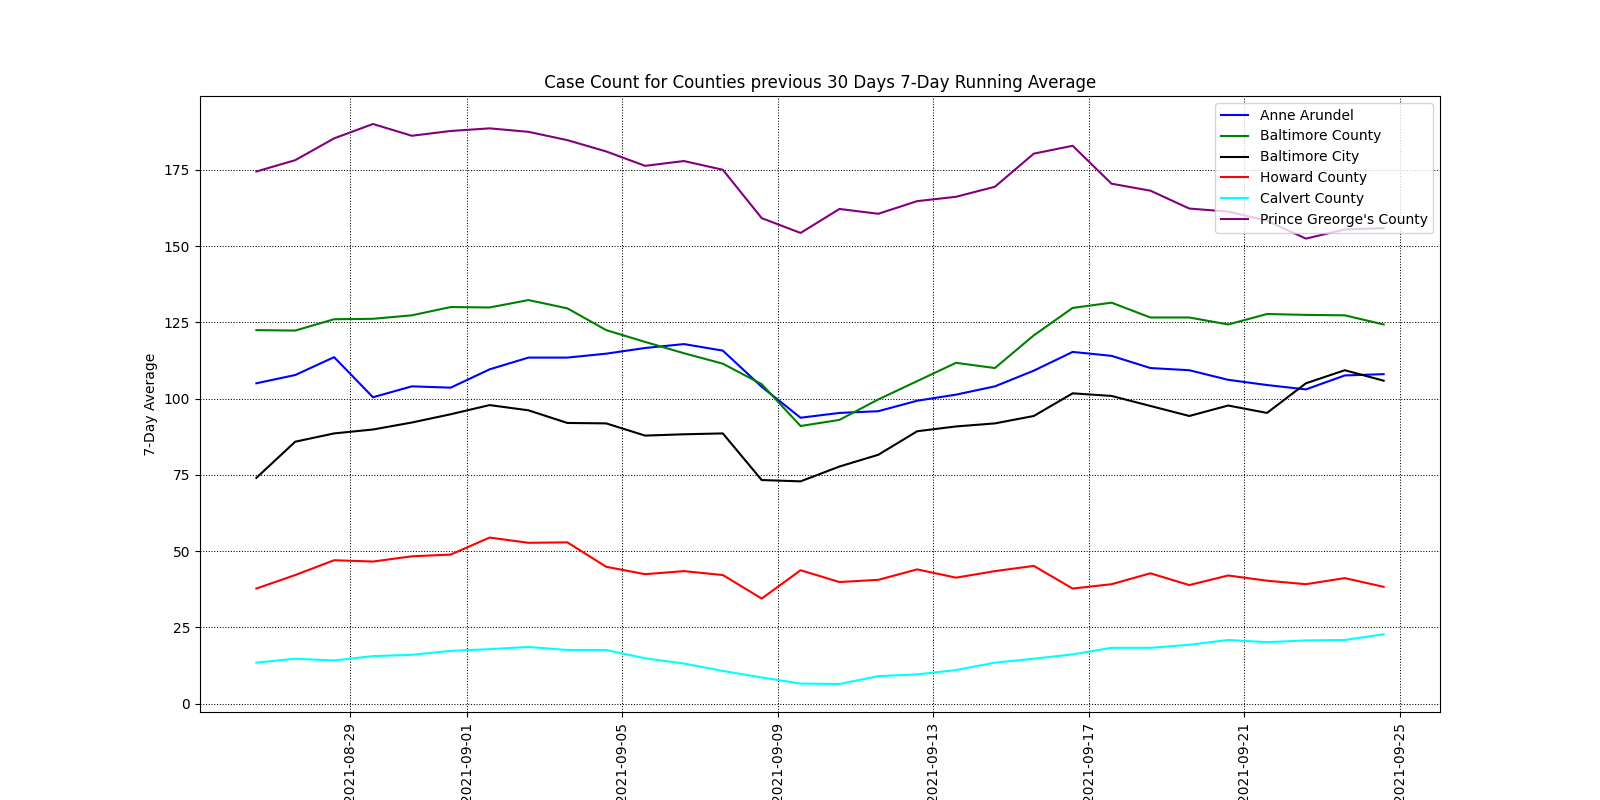 Case Count for Counties previous 30 Days 7-Day Running Average
Anne Arundel
Baltimore County
Baltimore City
Howard County
Calvert County
Prince Greorge's County
7-Day Average
175
150
125
100
75
50
25
0
2021-08-29
2021-09-01
2021-09-05
2021-09-09
2021-09-13
2021-09-17
2021-09-21
2021-09-25